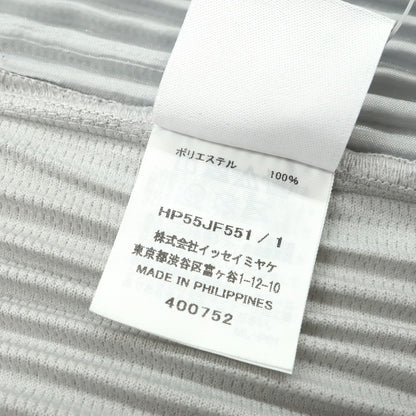 ポリエステル 100%
HP55JF551 / 1
株式会社イッセイミヤケ
東京都渋谷区富ヶ谷1-12-10
MADE IN PHILIPPINES
400752